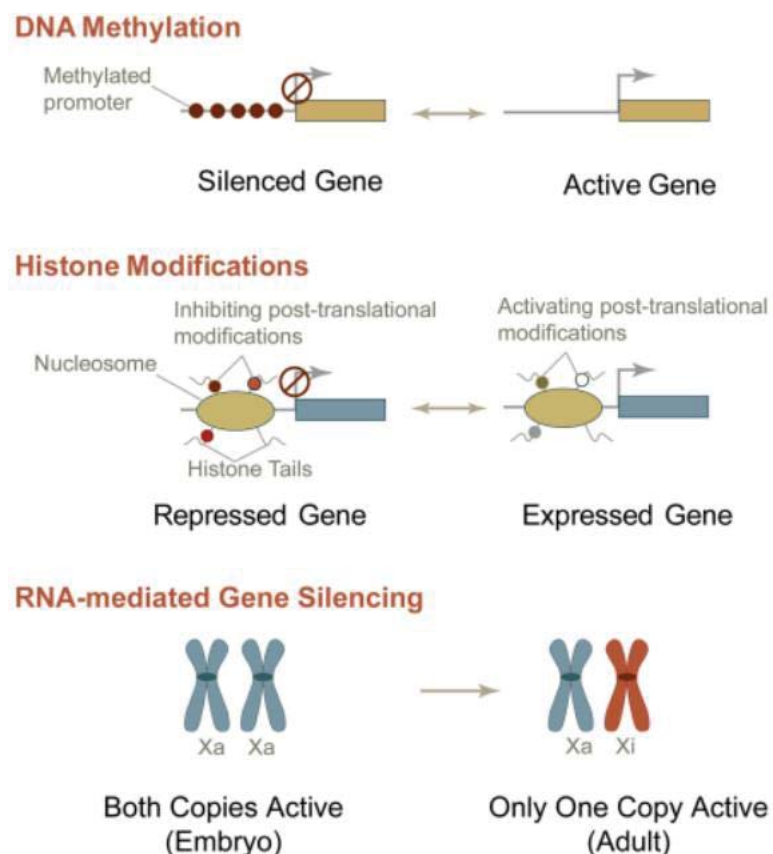 DNA Methylation
Methylated
promoter
Silenced Gene
Active Gene
Histone Modifications
Inhibiting post-translational
modifications
Activating post-translational
modifications
Nucleosome
Histone Tails
Repressed Gene
Expressed Gene
RNA-mediated Gene Silencing
Xa Xa
Xa Xi
Both Copies Active
(Embryo)
Only One Copy Active
(Adult)